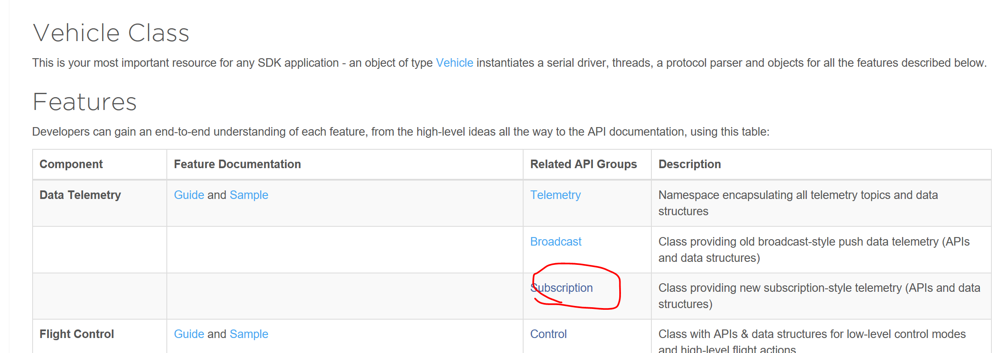 Vehicle Class
This is your most important resource for any SDK application - an object of type Vehicle instantiates a serial driver, threads, a protocol parser and objects for all the features described below.
Features
Developers can gain an end-to-end understanding of each feature, from the high-level ideas all the way to the API documentation, using this table:
Component Feature Documentation Related API Groups Description
Data Telemetry Guide and Sample Telemetry Namespace encapsulating all telemetry topics and data
structures
Broadcast Class providing old broadcast-style push data telemetry (APIs
and data structures)
Subscription Class providing new subscription-style telemetry (APIs and data
structures)
Flight Control Guide and Sample Control Class with APIs & data structures for low-level control modes
and high-level flight actions